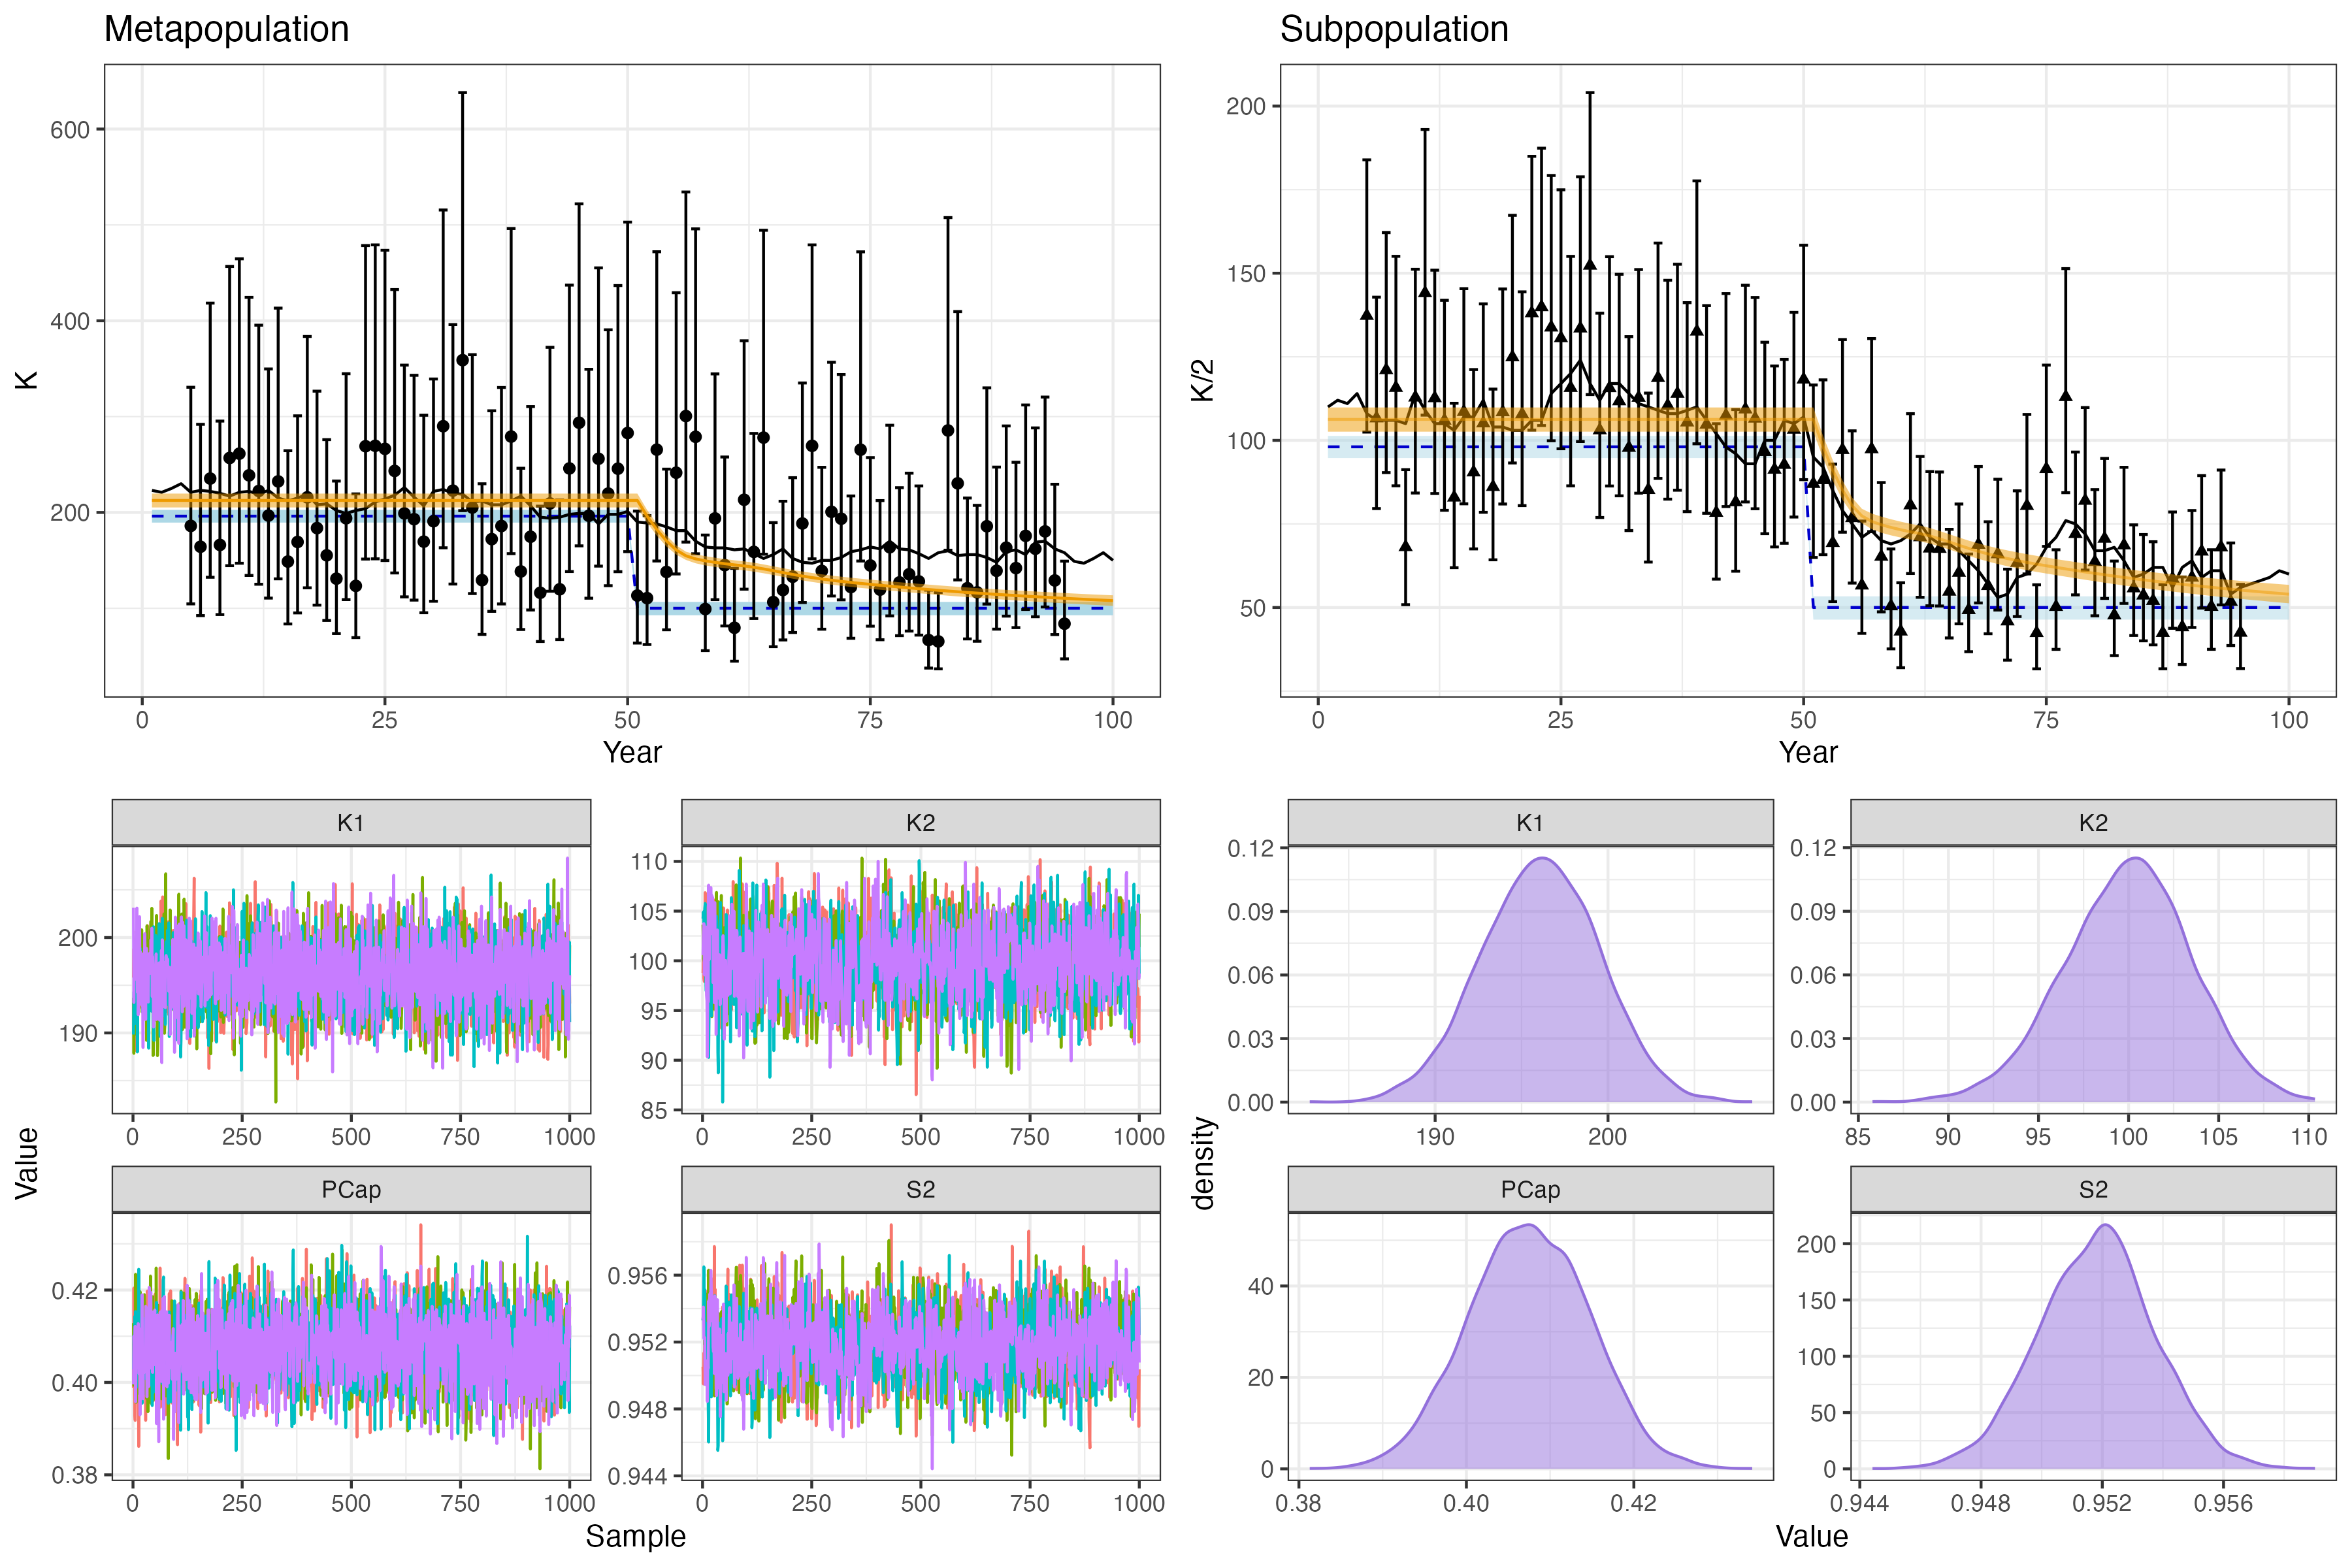 Metapopulation
Subpopulation
600
400
200
K
0 25 50 75 100
Year
200
150
100
50
K/2
0 25 50 75 100
Year
K1
K2
200
190
0 250 500 750 1000
110
105
100
95
90
85
0 250 500 750 1000
PCap
S2
0.42
0.40
0.38
0 250 500 750 1000
0.956
0.952
0.948
0.944
0 250 500 750 1000
Value
Sample
K1
K2
0.12
0.09
0.06
0.03
0.00
190 200
0.12
0.09
0.06
0.03
0.00
85 90 95 100 105 110
PCap
S2
40
20
0
0.38 0.40 0.42
200
150
100
50
0
0.944 0.948 0.952 0.956
density
Value